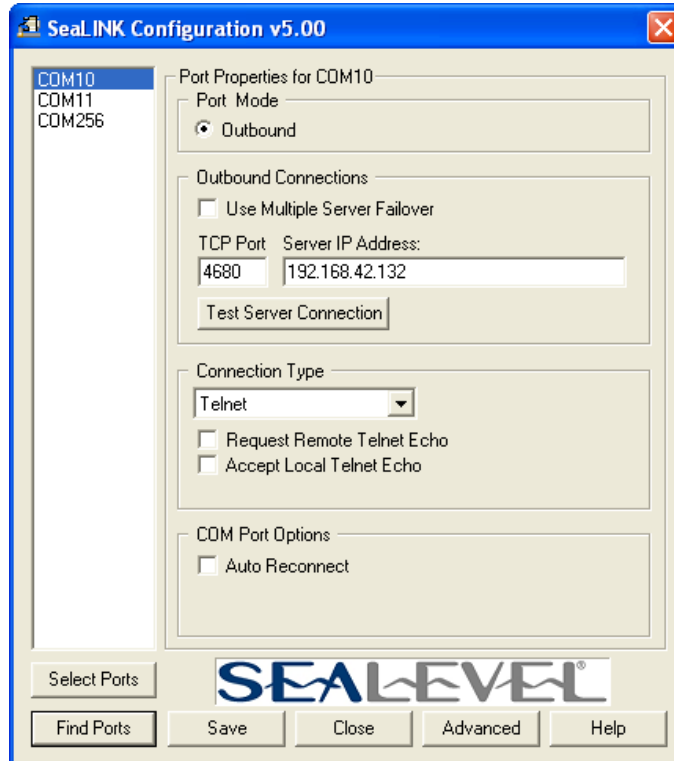 SeaLINK Configuration v5.00
COM10
COM11
COM256
Port Properties for COM10
Port Mode
Outbound
Outbound Connections
Use Multiple Server Failover
TCP Port Server IP Address:
4680 192.168.42.132
Test Server Connection
Connection Type
Telnet
Request Remote Telnet Echo
Accept Local Telnet Echo
COM Port Options
Auto Reconnect
Select Ports
SEALEVEL®
Find Ports Save Close Advanced Help